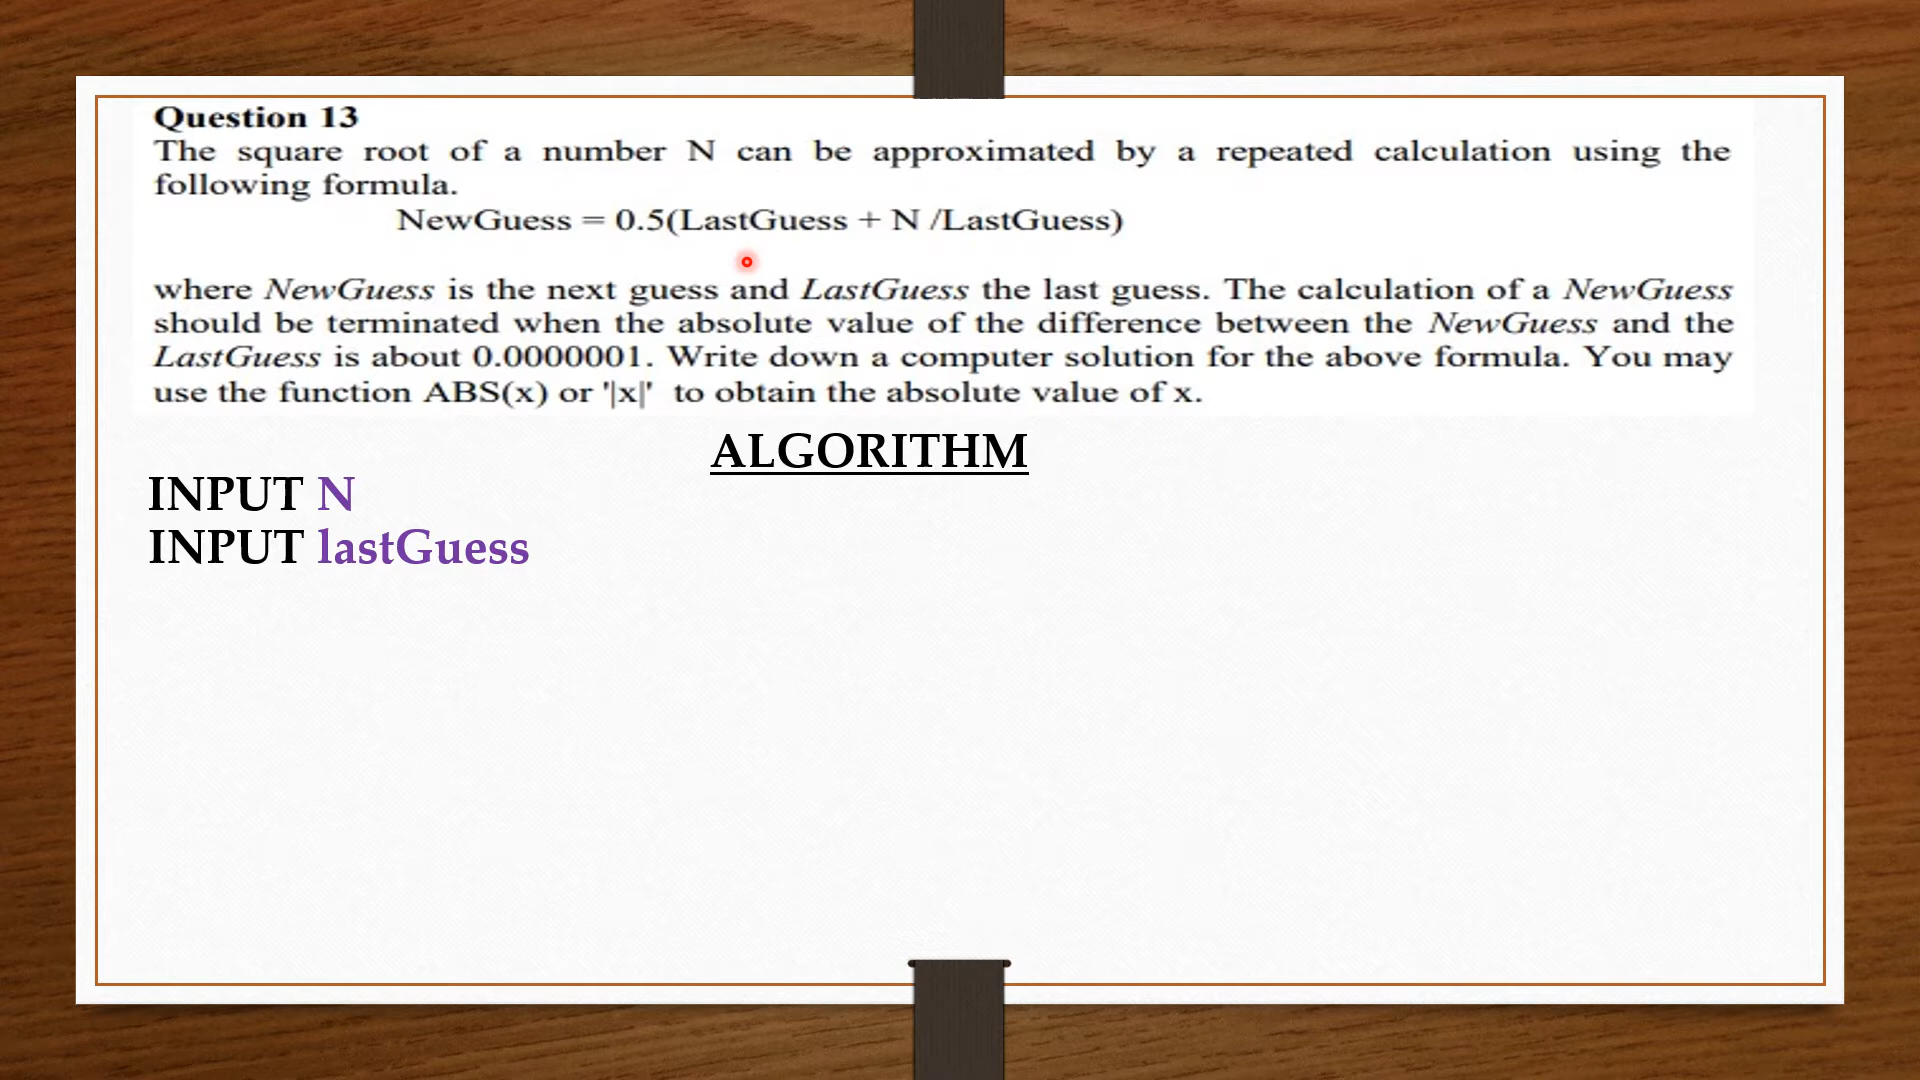 Question 13
The square root of a number N can be approximated by a repeated calculation using the
following formula.
NewGuess = 0.5(LastGuess + N /LastGuess)
where NewGuess is the next guess and LastGuess the last guess. The calculation of a NewGuess
should be terminated when the absolute value of the difference between the NewGuess and the
LastGuess is about 0.0000001. Write down a computer solution for the above formula. You may
use the function ABS(x) or '|x|' to obtain the absolute value of x.
ALGORITHM
INPUT N
INPUT lastGuess